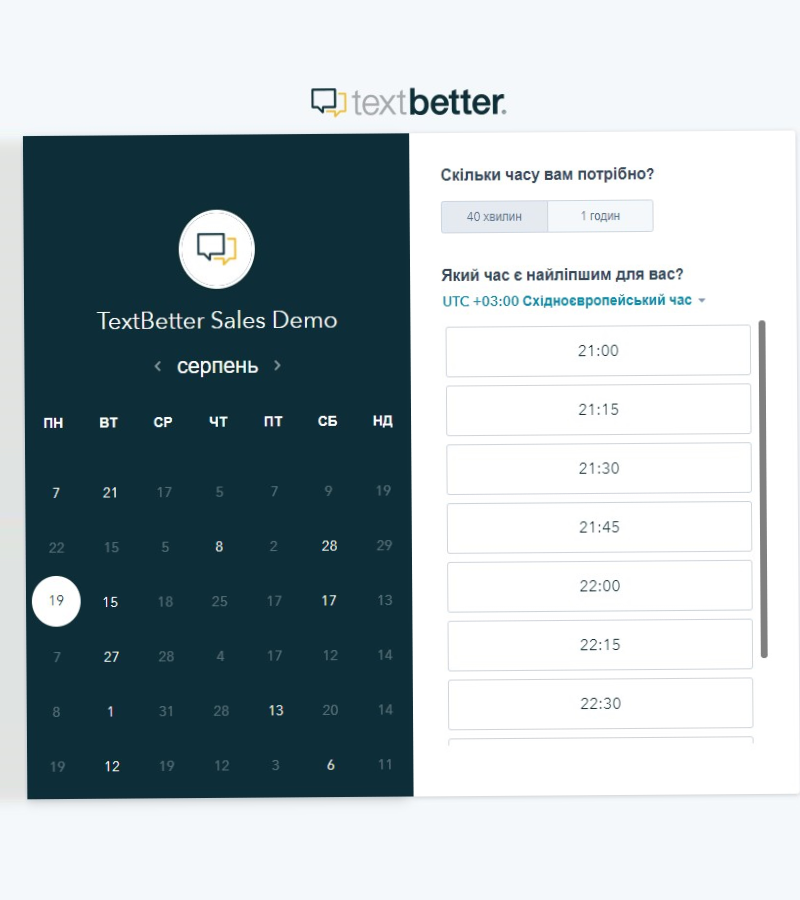 textbetter.
TextBetter Sales Demo
серпень
ПН ВТ СР ЧТ ПТ СБ НД
7 21 17 5 7 9 19
22 15 5 8 2 28 29
19 15 18 25 17 17 13
7 27 28 4 17 12 14
8 1 31 28 13 20 14
19 12 19 12 3 6 11
Скільки часу вам потрібно?
40 хвилин 1 годин
Який час є найліпшим для вас?
UTC +03:00 Східноєвропейський час
21:00
21:15
21:30
21:45
22:00
22:15
22:30